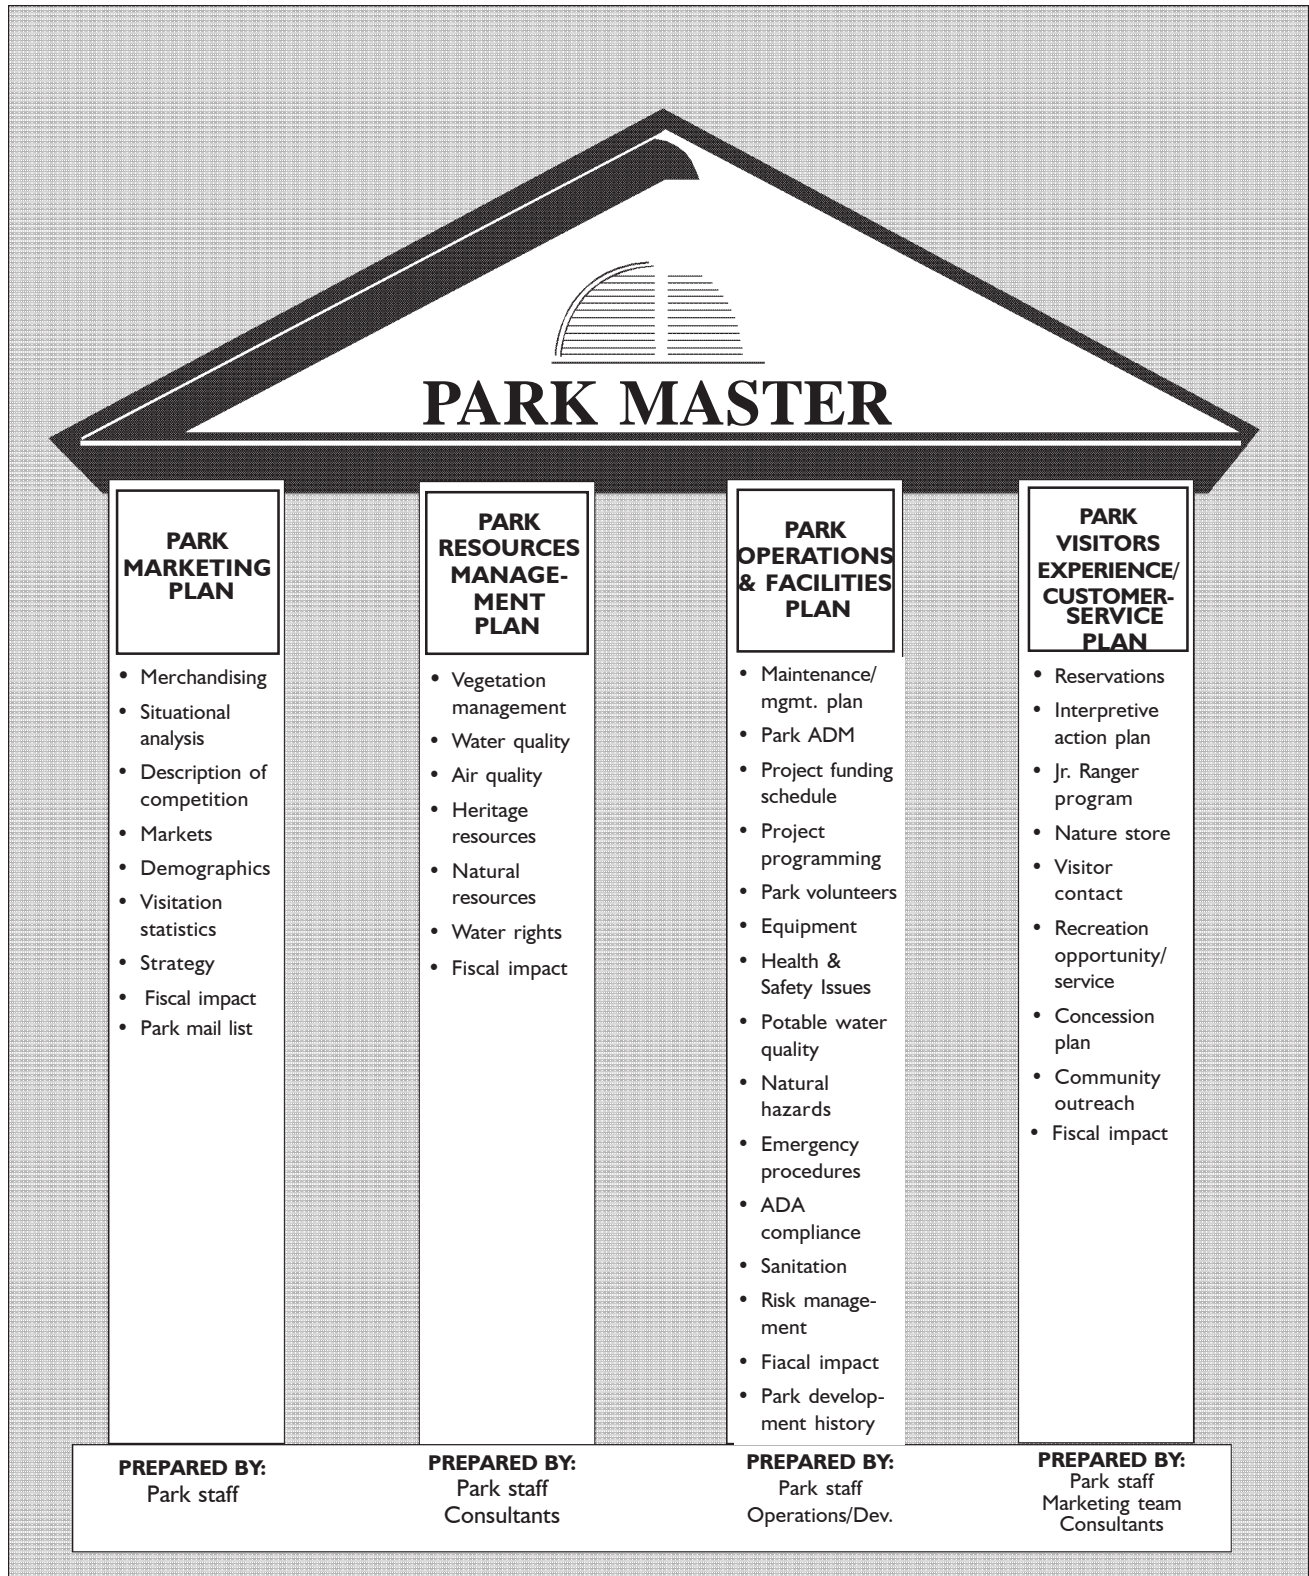 PARK MASTER
PARK
MARKETING
PLAN
• Merchandising
• Situational
analysis
• Description of
competition
• Markets
• Demographics
• Visitation
statistics
• Strategy
• Fiscal impact
• Park mail list
PREPARED BY:
Park staff
PARK
RESOURCES
MANAGE-
MENT
PLAN
• Vegetation
management
• Water quality
• Air quality
• Heritage
resources
• Natural
resources
• Water rights
• Fiscal impact
PREPARED BY:
Park staff
Consultants
PARK
OPERATIONS
& FACILITIES
PLAN
• Maintenance/
mgmt. plan
• Park ADM
• Project funding
schedule
• Project
programming
• Park volunteers
• Equipment
• Health &
Safety Issues
• Potable water
quality
• Natural
hazards
• Emergency
procedures
• ADA
compliance
• Sanitation
• Risk manage-
ment
• Fiacal impact
• Park develop-
ment history
PREPARED BY:
Park staff
Operations/Dev.
PARK
VISITORS
EXPERIENCE/
CUSTOMER-
SERVICE
PLAN
• Reservations
• Interpretive
action plan
• Jr. Ranger
program
• Nature store
• Visitor
contact
• Recreation
opportunity/
service
• Concession
plan
• Community
outreach
• Fiscal impact
PREPARED BY:
Park staff
Marketing team
Consultants